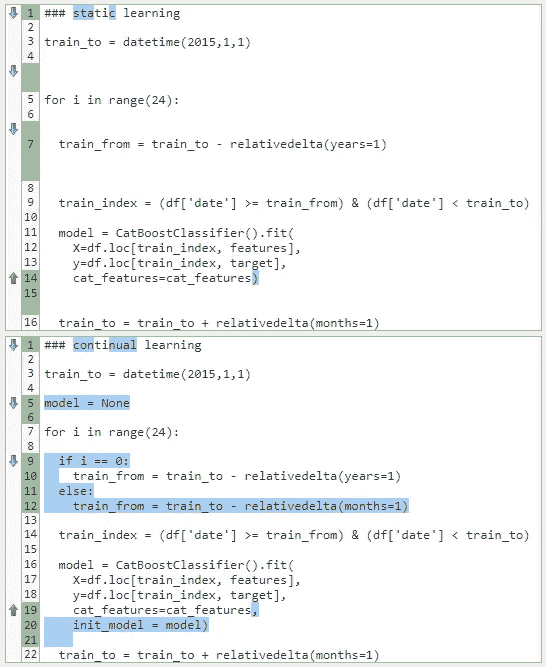 1 ### static learning
2
3 train_to = datetime(2015,1,1)
4
5 for i in range(24):
6
7 train_from = train_to - relativedelta(years=1)
8
9 train_index = (df['date'] >= train_from) & (df['date'] < train_to)
10
11 model = CatBoostClassifier().fit(
12 X=df.loc[train_index, features],
13 y=df.loc[train_index, target],
14 cat_features=cat_features)
15
16 train_to = train_to + relativedelta(months=1)
1 ### continual learning
2
3 train_to = datetime(2015,1,1)
4
5 model = None
6
7 for i in range(24):
8
9 if i == 0:
10 train_from = train_to - relativedelta(years=1)
11 else:
12 train_from = train_to - relativedelta(months=1)
13
14 train_index = (df['date'] >= train_from) & (df['date'] < train_to)
15
16 model = CatBoostClassifier().fit(
17 X=df.loc[train_index, features],
18 y=df.loc[train_index, target],
19 cat_features=cat_features,
20 init_model = model)
21
22 train_to = train_to + relativedelta(months=1)